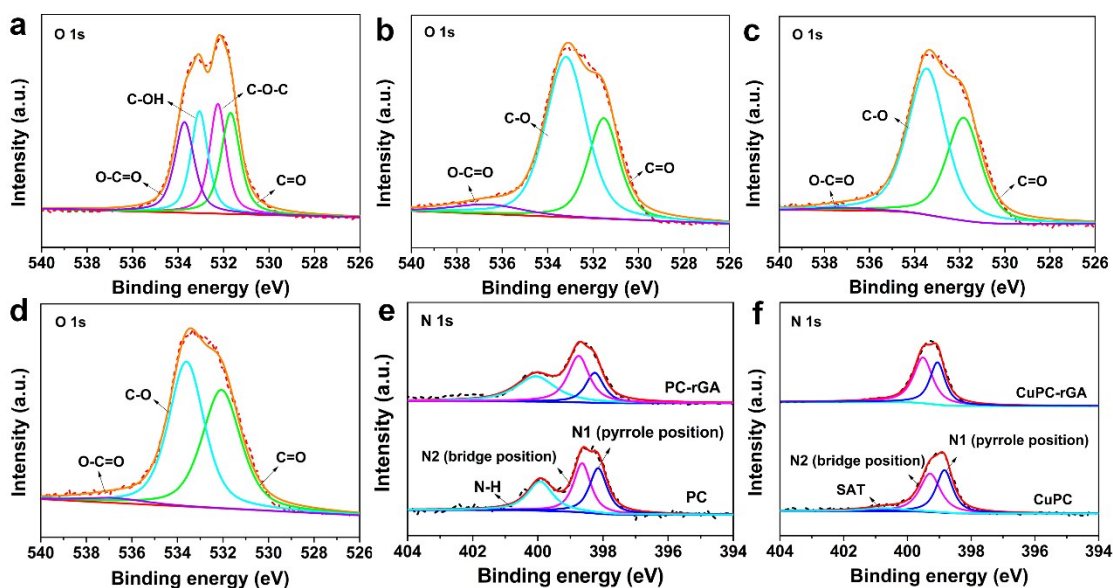 a
O 1s
C-OH
C-O-C
O-C=O
C=O
Intensity (a.u.)
540 538 536 534 532 530 528 526
Binding energy (eV)
b
O 1s
C-O
O-C=O
C=O
Intensity (a.u.)
540 538 536 534 532 530 528 526
Binding energy (eV)
c
O 1s
C-O
O-C=O
C=O
Intensity (a.u.)
540 538 536 534 532 530 528 526
Binding energy (eV)
d
O 1s
C-O
O-C=O
C=O
Intensity (a.u.)
540 538 536 534 532 530 528 526
Binding energy (eV)
e
N 1s
PC-rGA
N1 (pyrrole position)
N2 (bridge position)
N-H
PC
Intensity (a.u.)
404 402 400 398 396 394
Binding energy (eV)
f
N 1s
CuPC-rGA
N1 (pyrrole position)
N2 (bridge position)
SAT
CuPC
Intensity (a.u.)
404 402 400 398 396 394
Binding energy (eV)